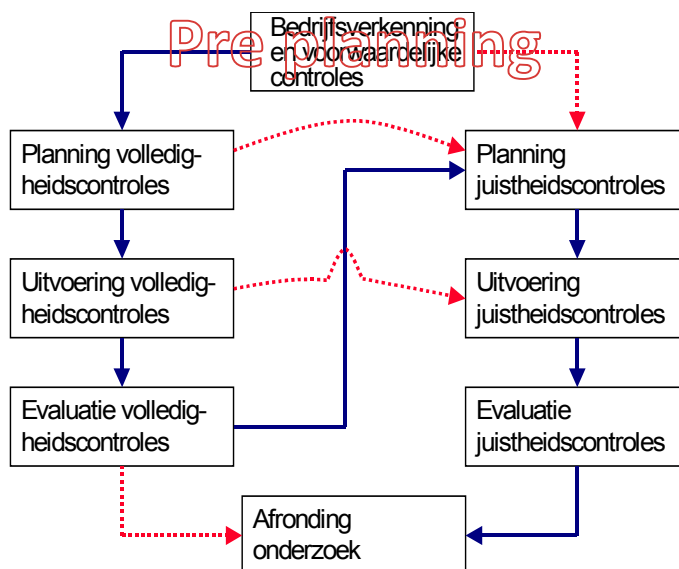 Bedrijfsverkenning
en voorwaardelijke
controles
Pre planning
Planning volledig-
heidscontroles
Planning
juistheidscontroles
Uitvoering volledig-
heidscontroles
Uitvoering
juistheidscontroles
Evaluatie volledig-
heidscontroles
Evaluatie
juistheidscontroles
Afronding
onderzoek